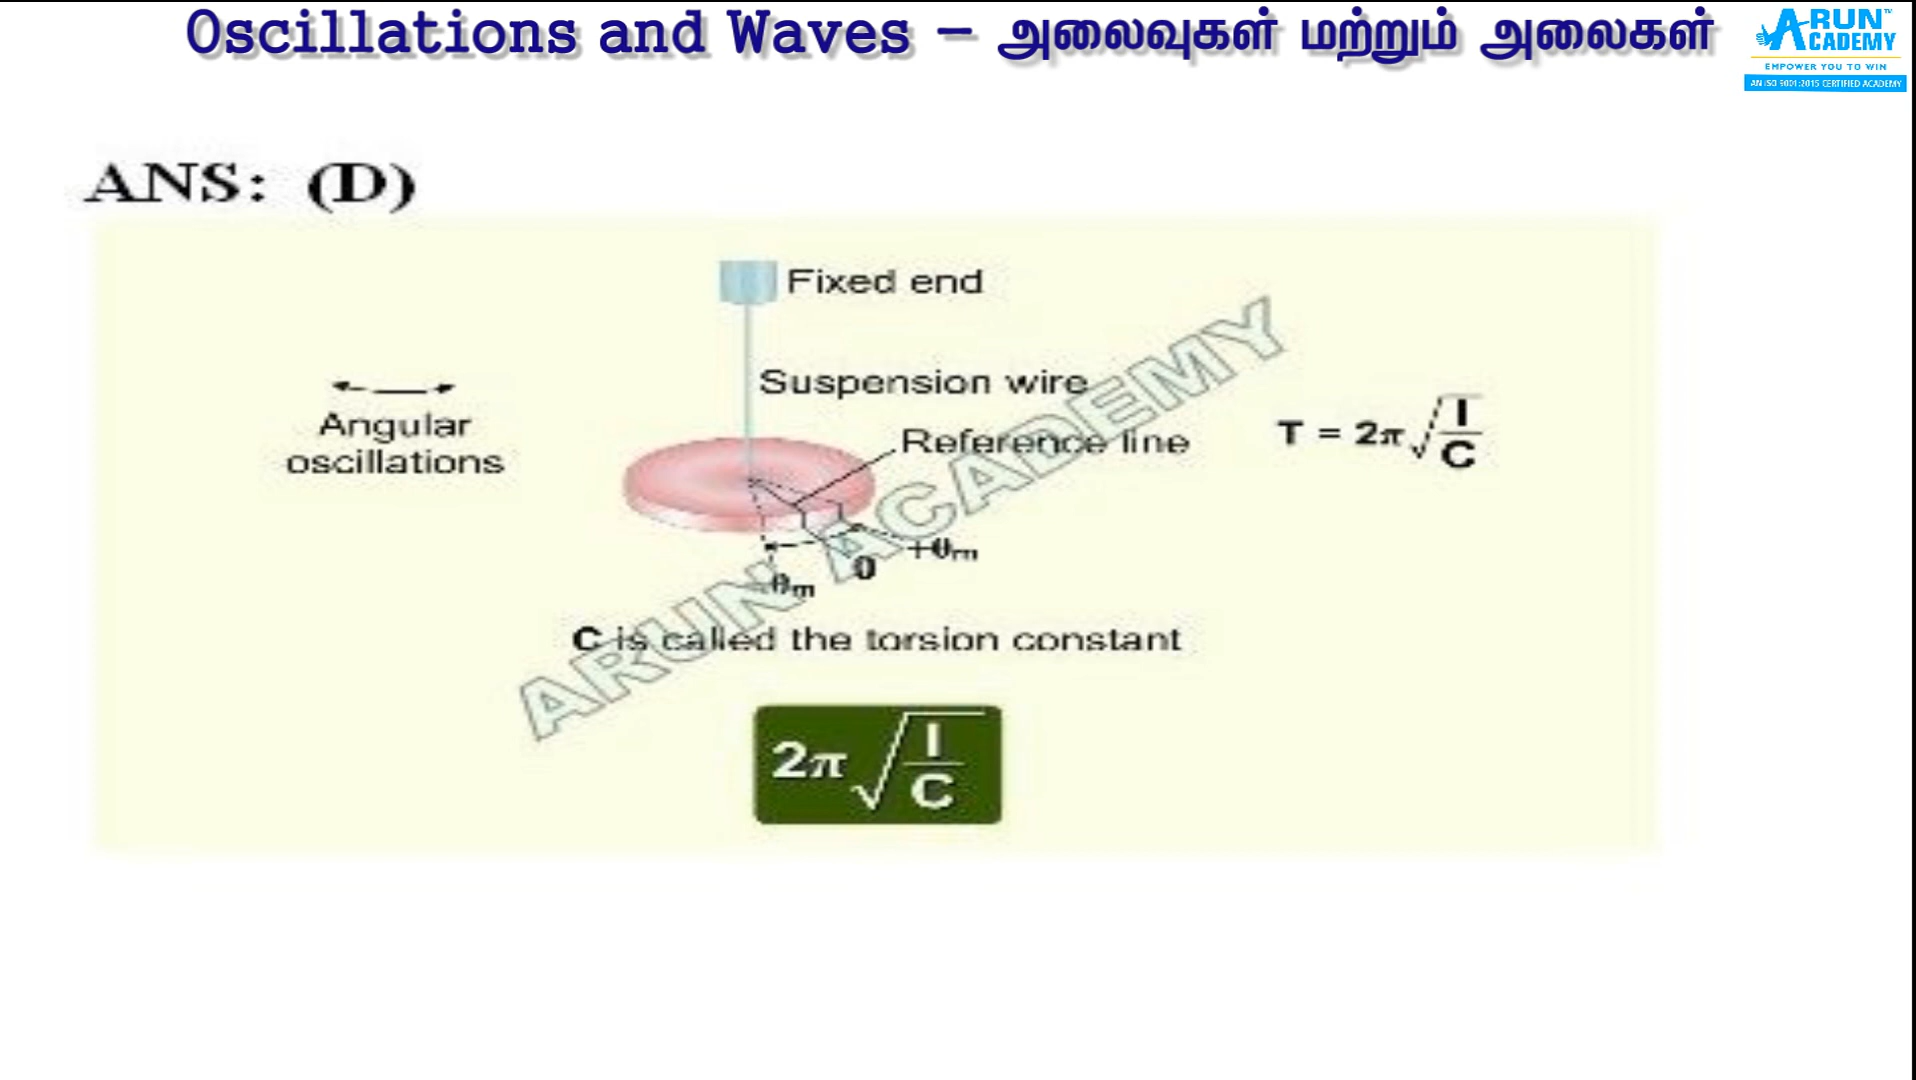 Oscillations and Waves – அலைவுகள் மற்றும் அலைகள்
ARUN ACADEMY
EMPOWER YOU TO WIN
AN ISO 9001:2015 CERTIFIED ACADEMY
ANS: (D)
Fixed end
Suspension wire
Reference line
Angular
oscillations
T = 2π√(I/C)
+θm
0
-θm
C is called the torsion constant
2π√(I/C)
ARUN ACADEMY